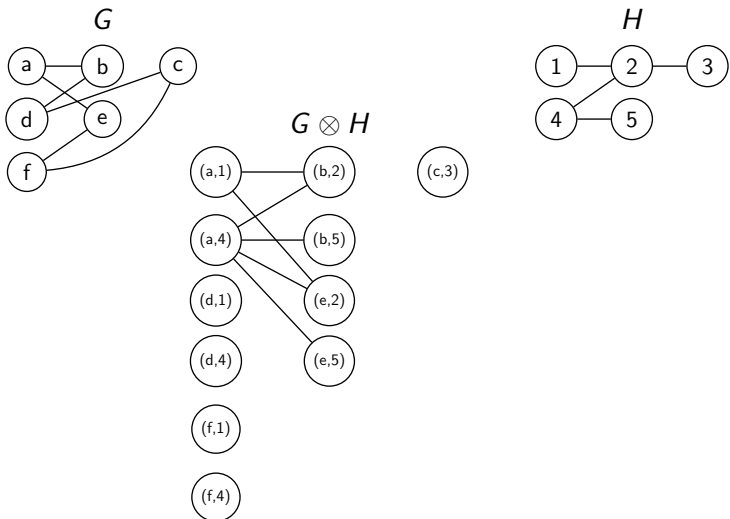 G
H
a
b
c
1
2
3
d
e
4
5
G ⊗ H
f
(a,1)
(b,2)
(c,3)
(a,4)
(b,5)
(d,1)
(e,2)
(d,4)
(e,5)
(f,1)
(f,4)